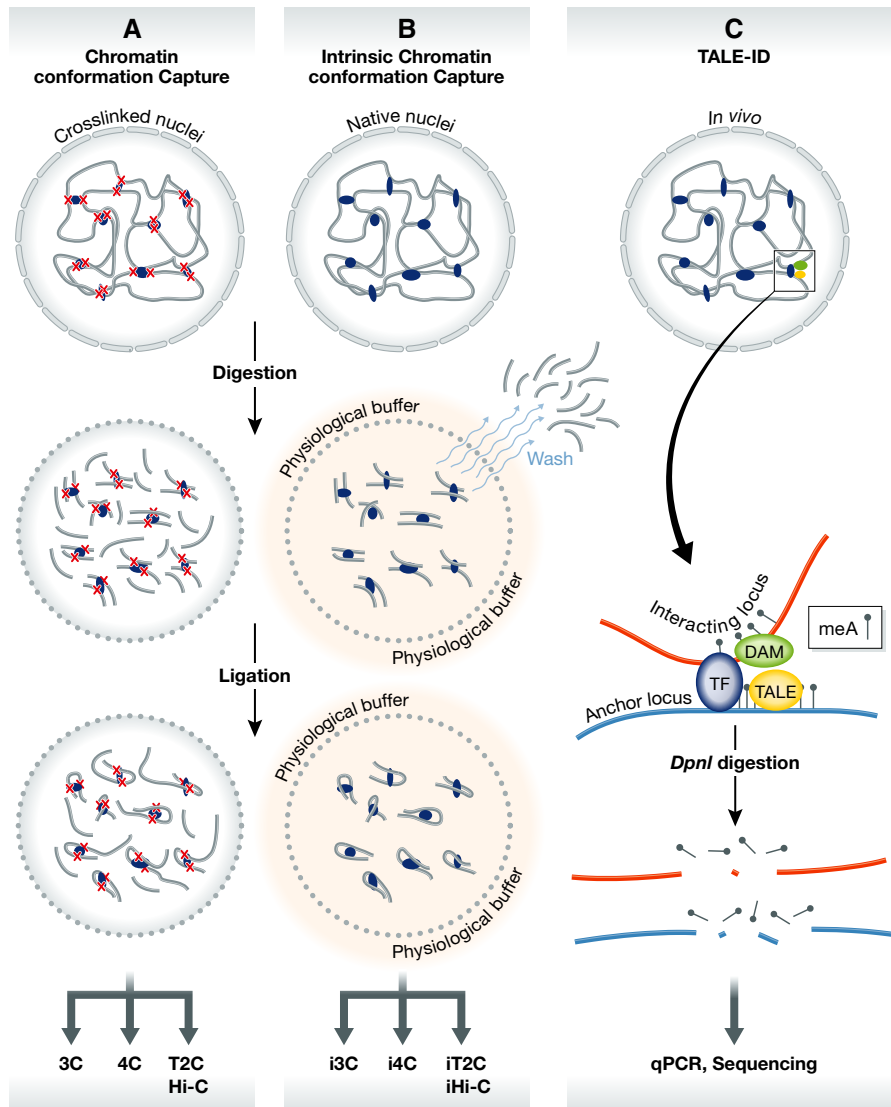 A
Chromatin
conformation Capture
Crosslinked nuclei
Digestion
Ligation
3C
4C
T2C
Hi-C
B
Intrinsic Chromatin
conformation Capture
Native nuclei
Physiological buffer
Wash
Physiological buffer
Physiological buffer
Physiological buffer
i3C
i4C
iT2C
iHi-C
C
TALE-ID
In vivo
Interacting locus
meA
DAM
TF
TALE
Anchor locus
DpnI digestion
qPCR, Sequencing